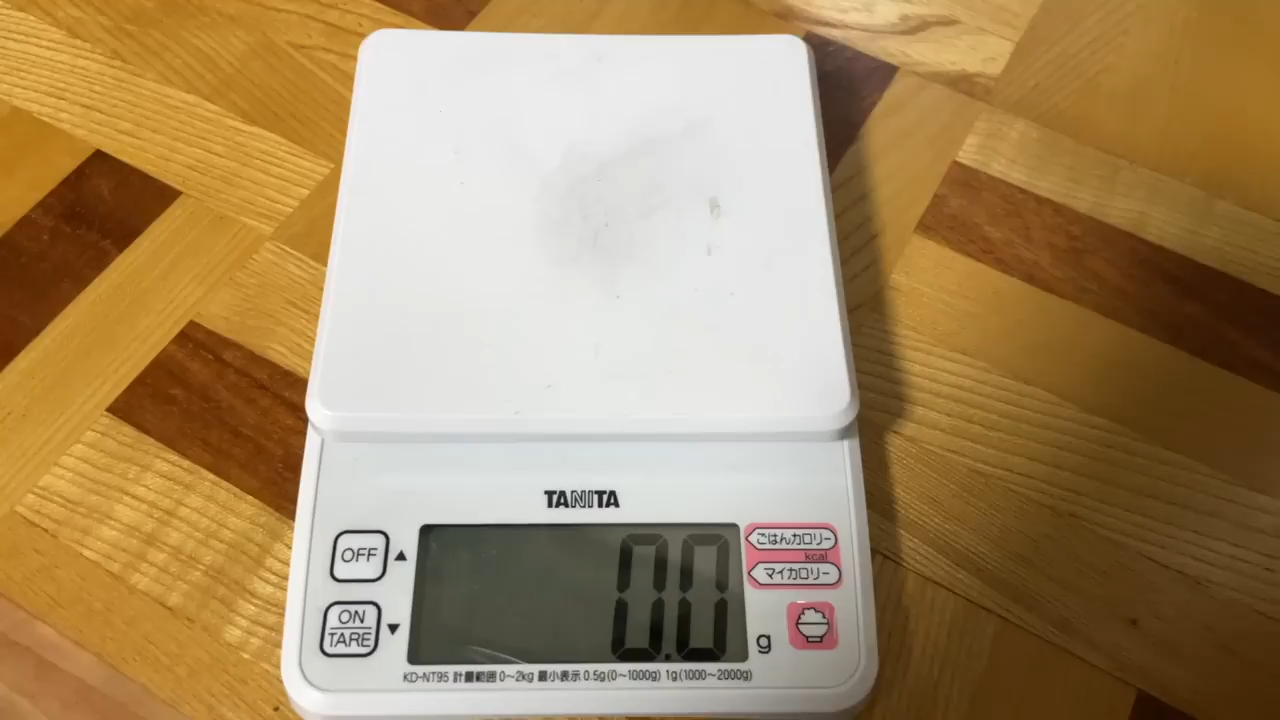 TANITA
OFF ▲
ON
TARE ▼
0.0
g
ごはんカロリー
kcal
マイカロリー
KD-NT95 計量範囲 0～2kg 最小表示 0.5g(0～1000g) 1g(1000～2000g)